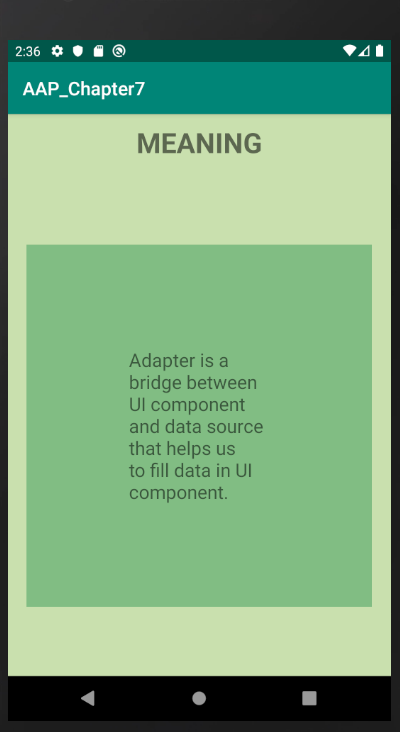 2:36
AAP_Chapter7
MEANING
Adapter is a
bridge between
UI component
and data source
that helps us
to fill data in UI
component.